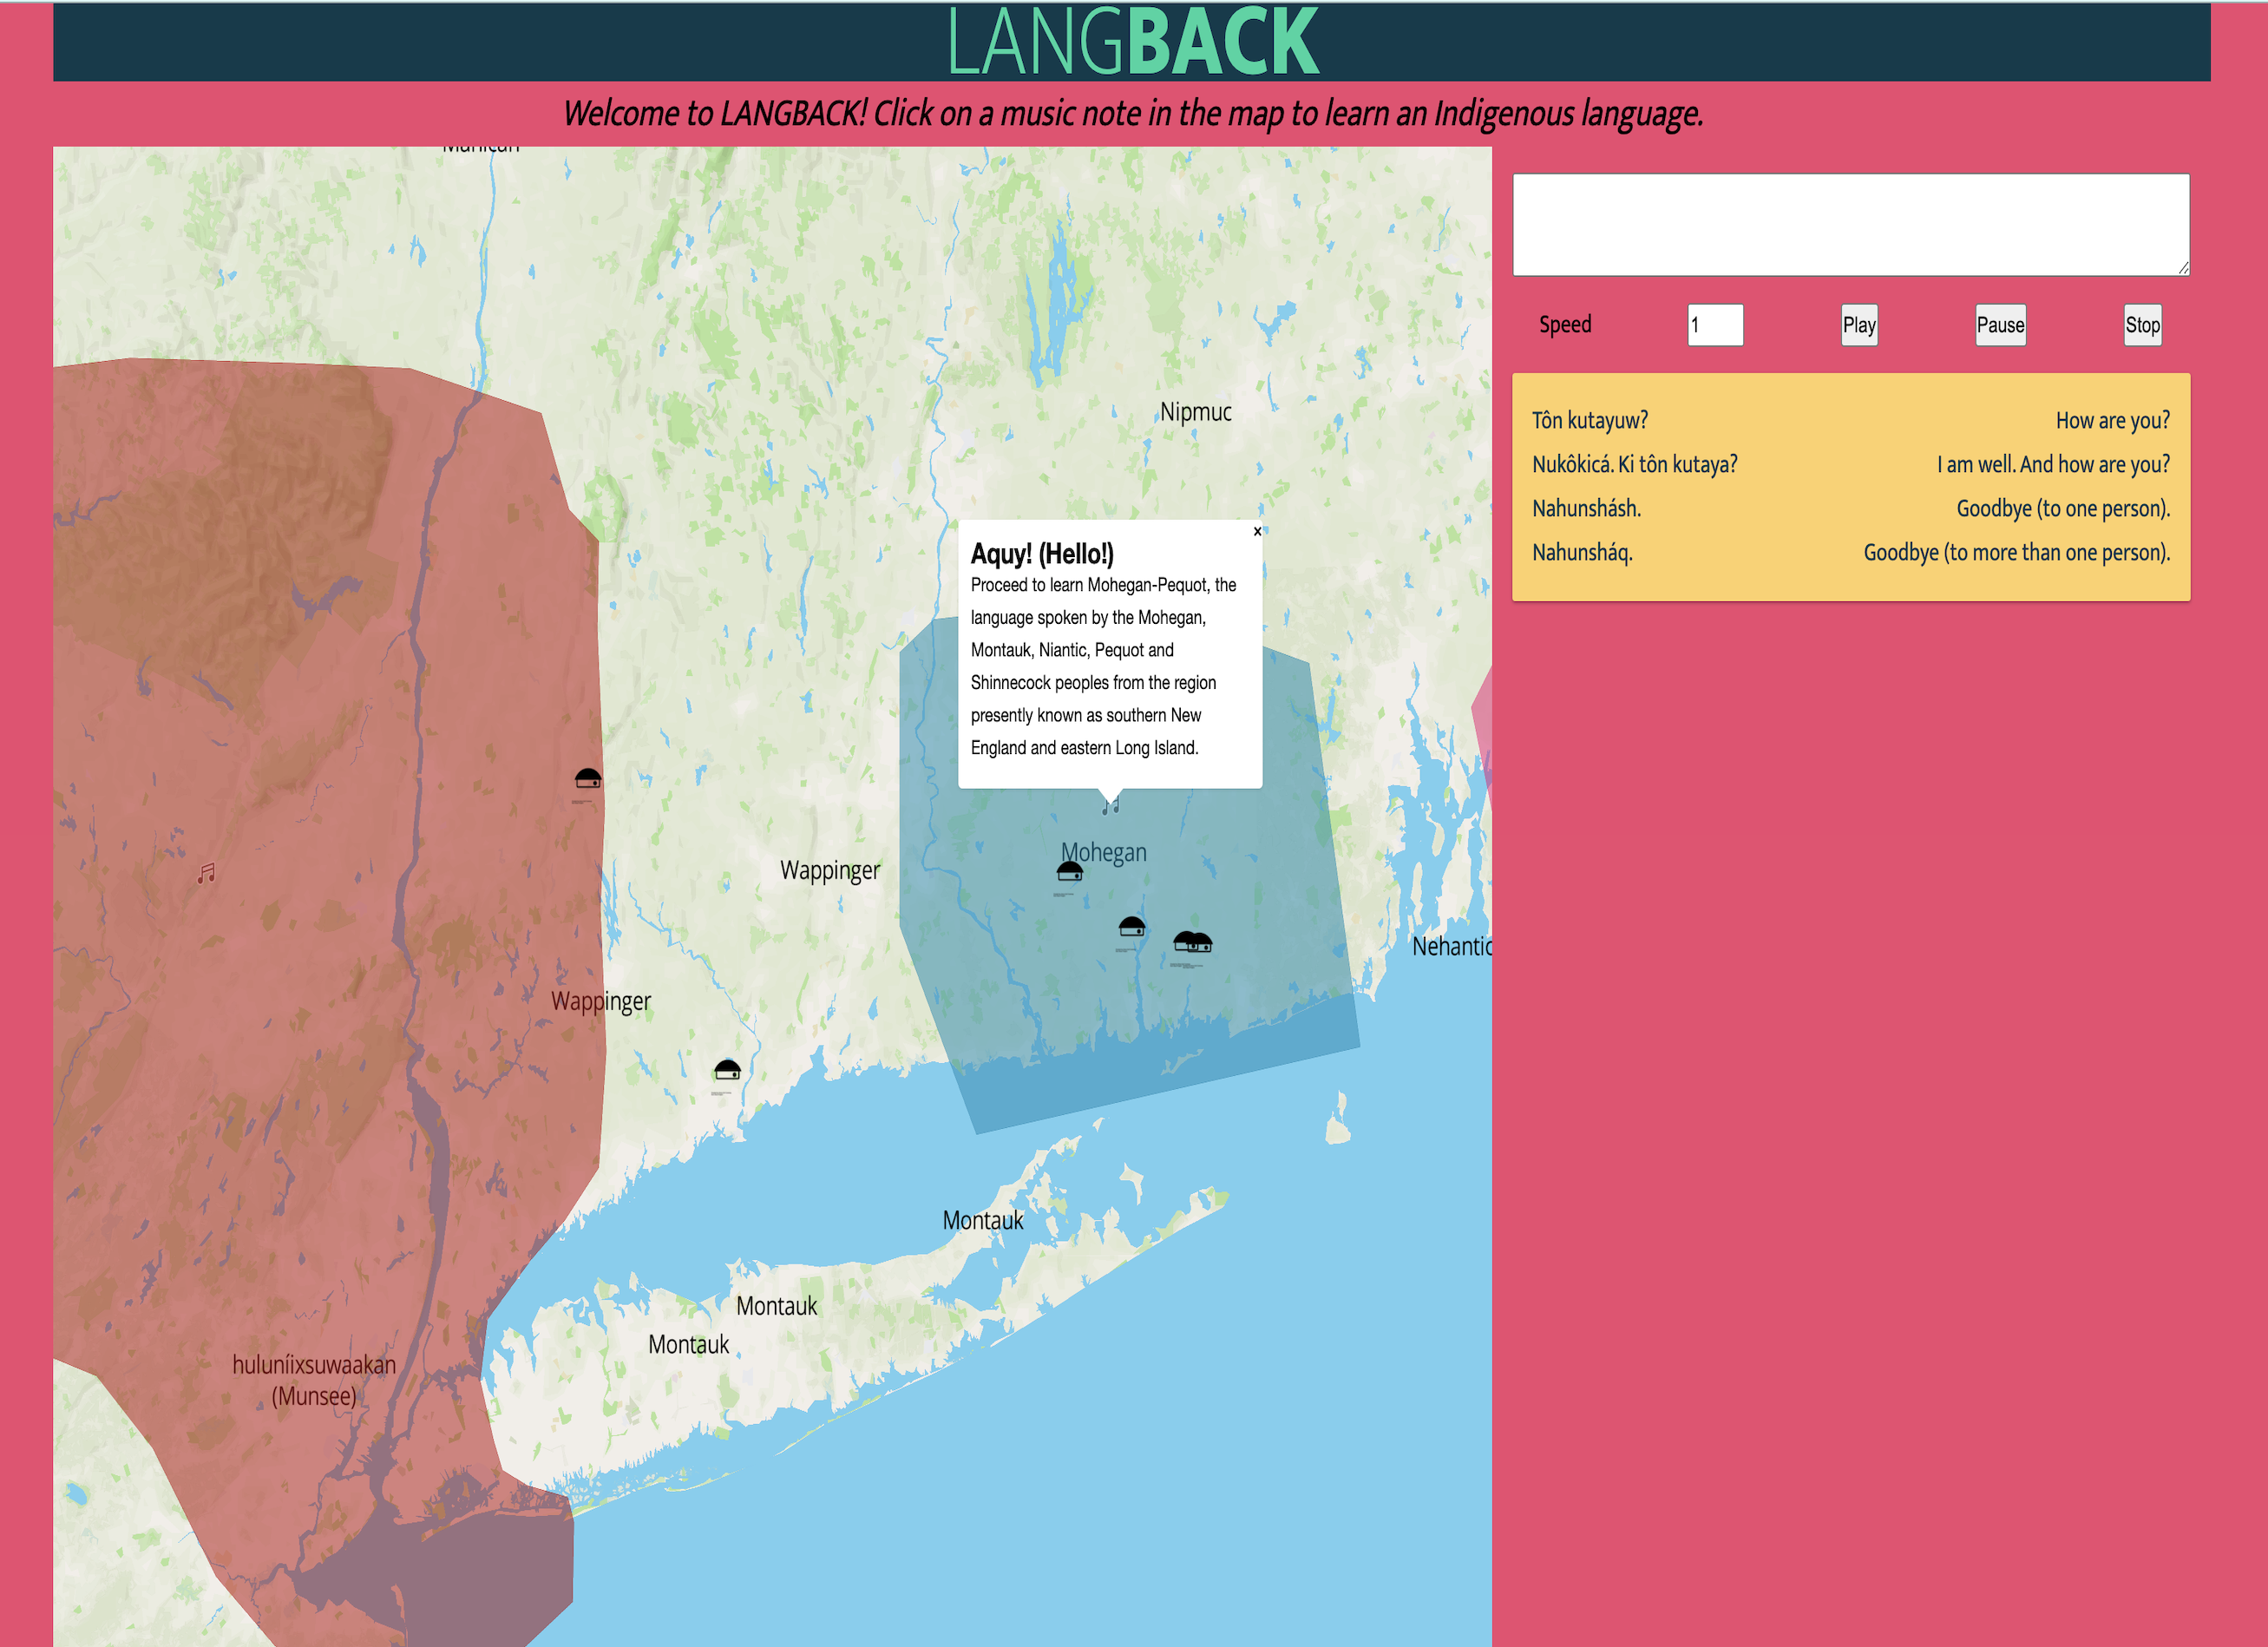 LANGBACK
Welcome to LANGBACK! Click on a music note in the map to learn an Indigenous language.
Speed 1 Play Pause Stop
Tôn kutayuw? How are you?
Nukôkicá. Ki tôn kutaya? I am well. And how are you?
Nahunshásh. Goodbye (to one person).
Nahunsháq. Goodbye (to more than one person).
Nipmuc
x
Aquy! (Hello!)
Proceed to learn Mohegan-Pequot, the
language spoken by the Mohegan,
Montauk, Niantic, Pequot and
Shinnecock peoples from the region
presently known as southern New
England and eastern Long Island.
Mohegan
Wappinger
Nehantic
Wappinger
Montauk
Montauk
Montauk
huluníixsuwaakan
(Munsee)